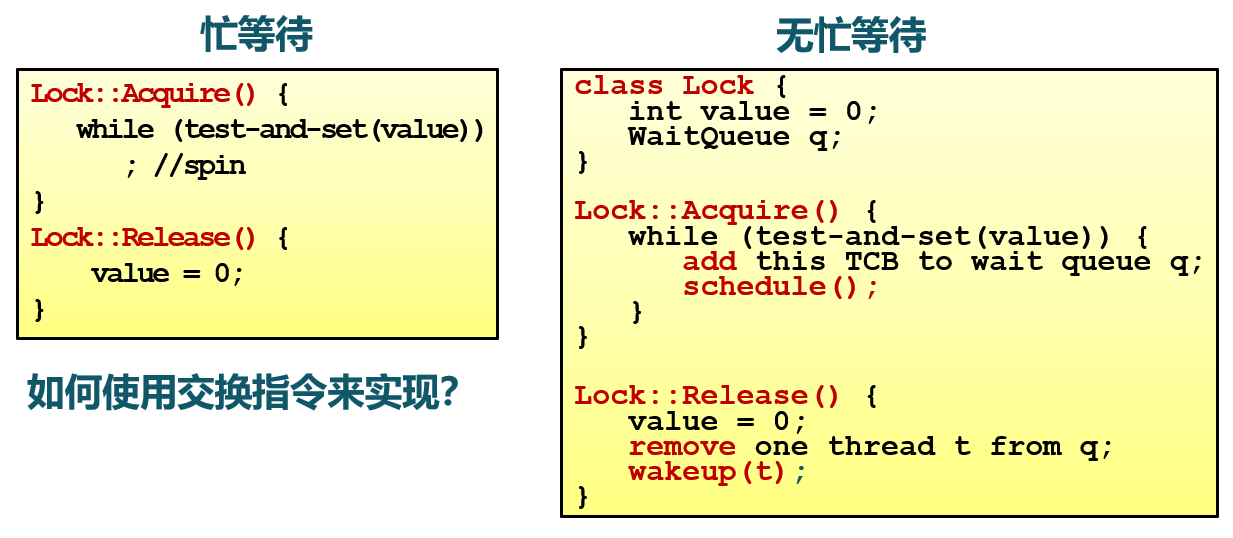 忙等待
Lock::Acquire() {
   while (test-and-set(value))
      ; //spin
}
Lock::Release() {
    value = 0;
}
如何使用交换指令来实现？
无忙等待
class Lock {
   int value = 0;
   WaitQueue q;
}
Lock::Acquire() {
   while (test-and-set(value)) {
      add this TCB to wait queue q;
      schedule();
   }
}
Lock::Release() {
   value = 0;
   remove one thread t from q;
   wakeup(t);
}